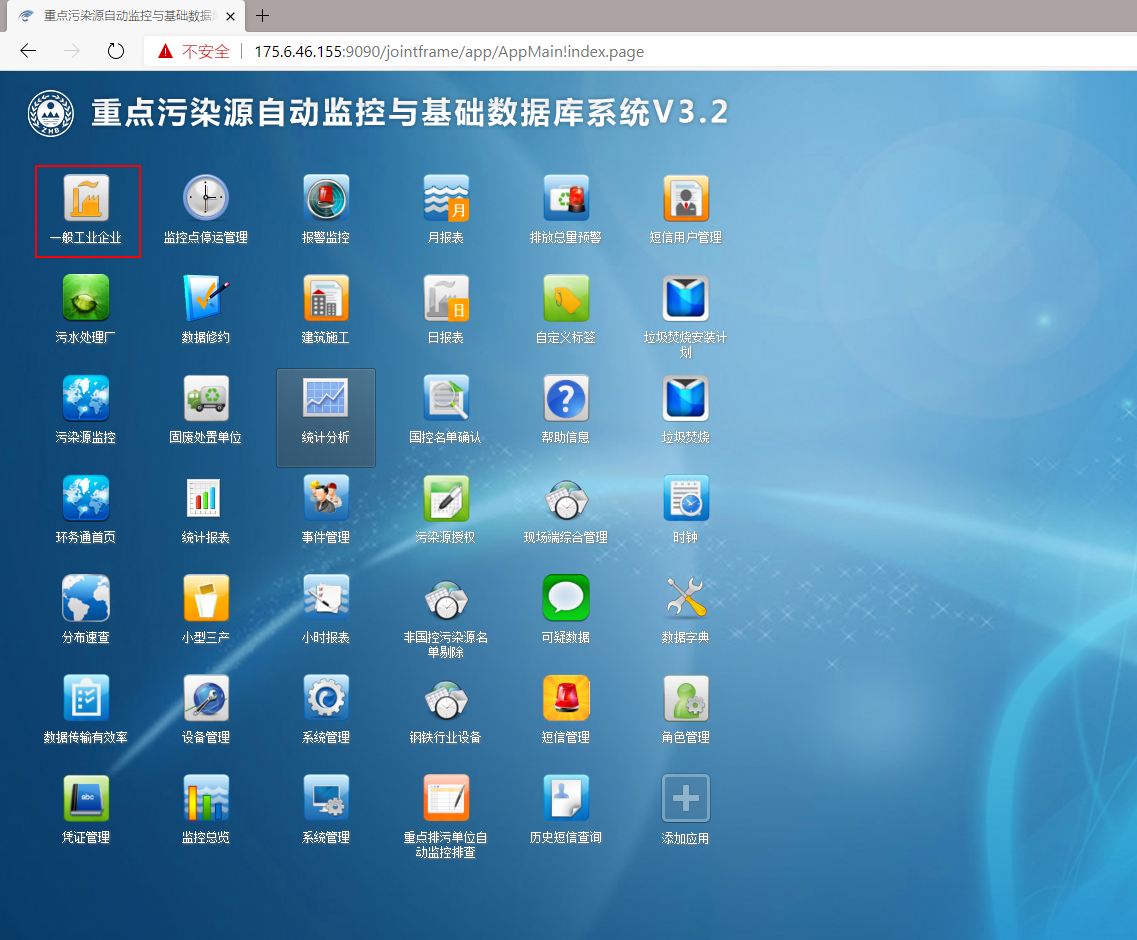 重点污染源自动监控与基础数据
不安全
175.6.46.155:9090/jointframe/app/AppMain!index.page
ZHB
重点污染源自动监控与基础数据库系统V3.2
一般工业企业
监控点停运管理
报警监控
月
月报表
排放总量预警
短信用户管理
污水处理厂
数据修约
建筑施工
日
日报表
自定义标签
垃圾焚烧安装计
划
污染源监控
固废处置单位
统计分析
国控名单确认
?
帮助信息
垃圾焚烧
环务通首页
统计报表
事件管理
污染源授权
现场端综合管理
时钟
分布速查
小型三产
小时报表
非国控污染源名
单剔除
可疑数据
数据字典
数据传输有效率
设备管理
系统管理
钢铁行业设备
短信管理
角色管理
abc
凭证管理
监控总览
系统管理
重点排污单位自
动监控排查
历史短信查询
添加应用